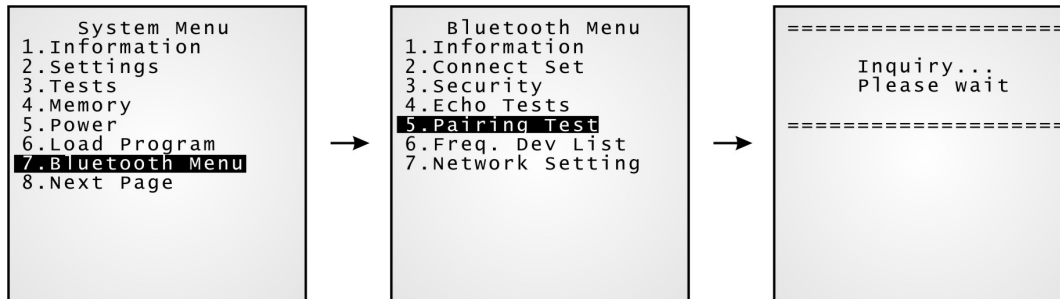 System Menu
1.Information
2.Settings
3.Tests
4.Memory
5.Power
6.Load Program
7.Bluetooth Menu
8.Next Page
Bluetooth Menu
1.Information
2.Connect Set
3.Security
4.Echo Tests
5.Pairing Test
6.Freq. Dev List
7.Network Setting
=====================
Inquiry...
Please wait
=====================